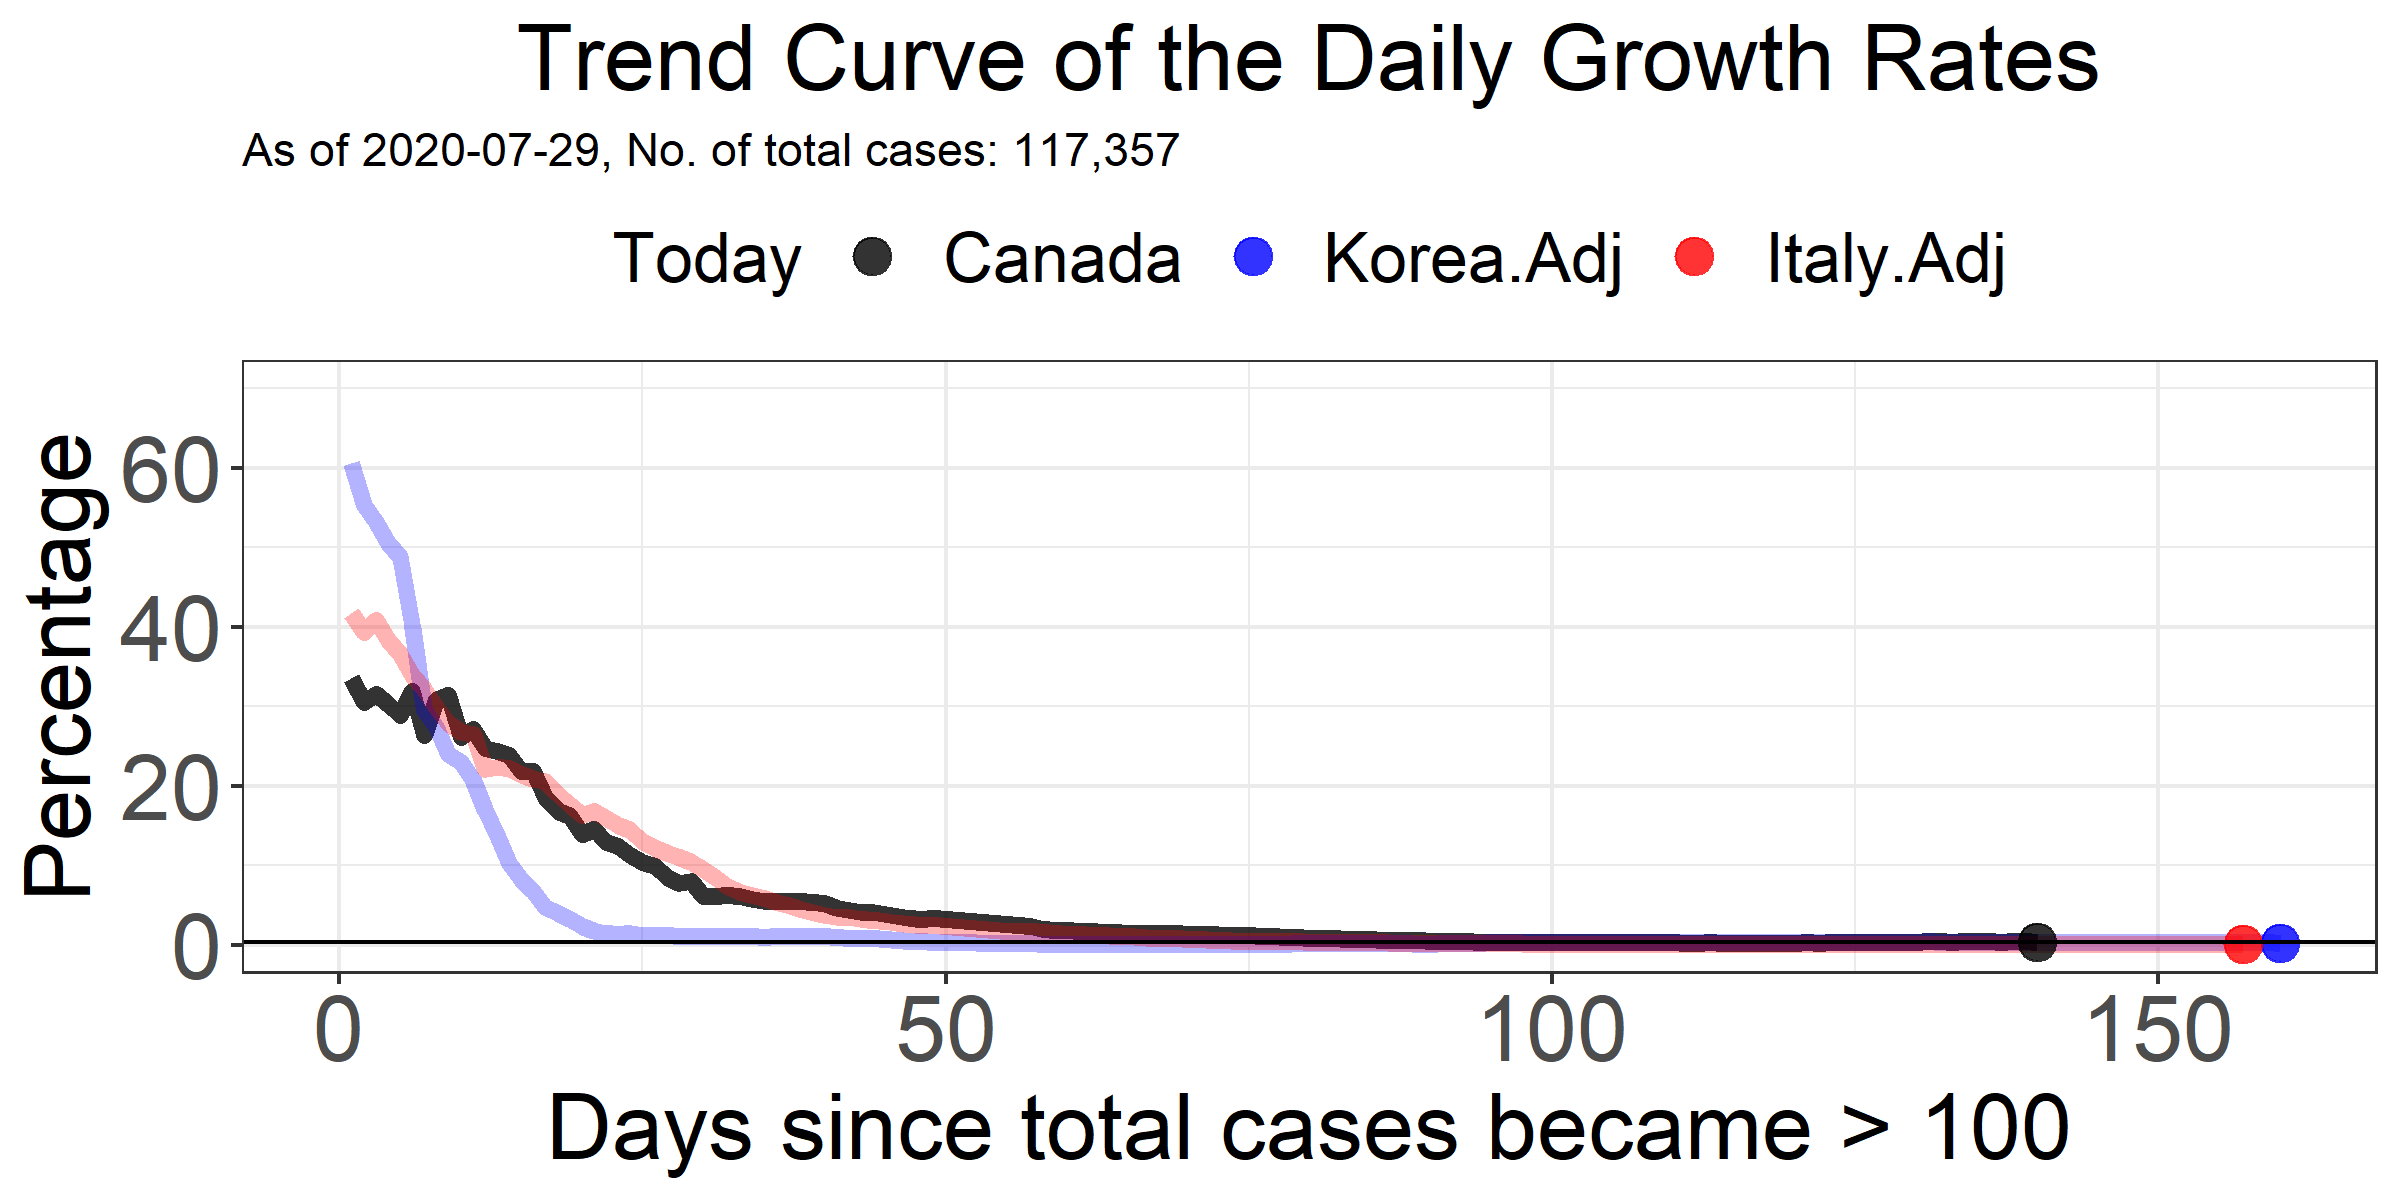 Trend Curve of the Daily Growth Rates
As of 2020-07-29, No. of total cases: 117,357
Today Canada Korea.Adj Italy.Adj
Percentage
60
40
20
0
0 50 100 150
Days since total cases became > 100